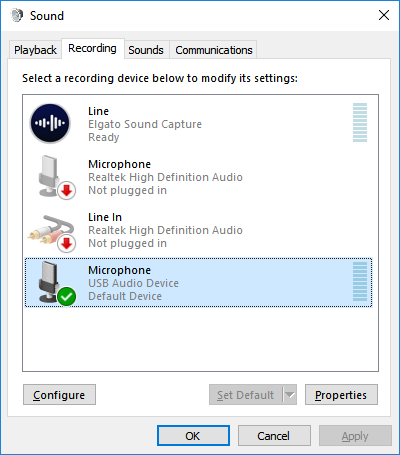 Sound
Playback Recording Sounds Communications
Select a recording device below to modify its settings:
Line
Elgato Sound Capture
Ready
Microphone
Realtek High Definition Audio
Not plugged in
Line In
Realtek High Definition Audio
Not plugged in
Microphone
USB Audio Device
Default Device
Configure Set Default Properties
OK Cancel Apply